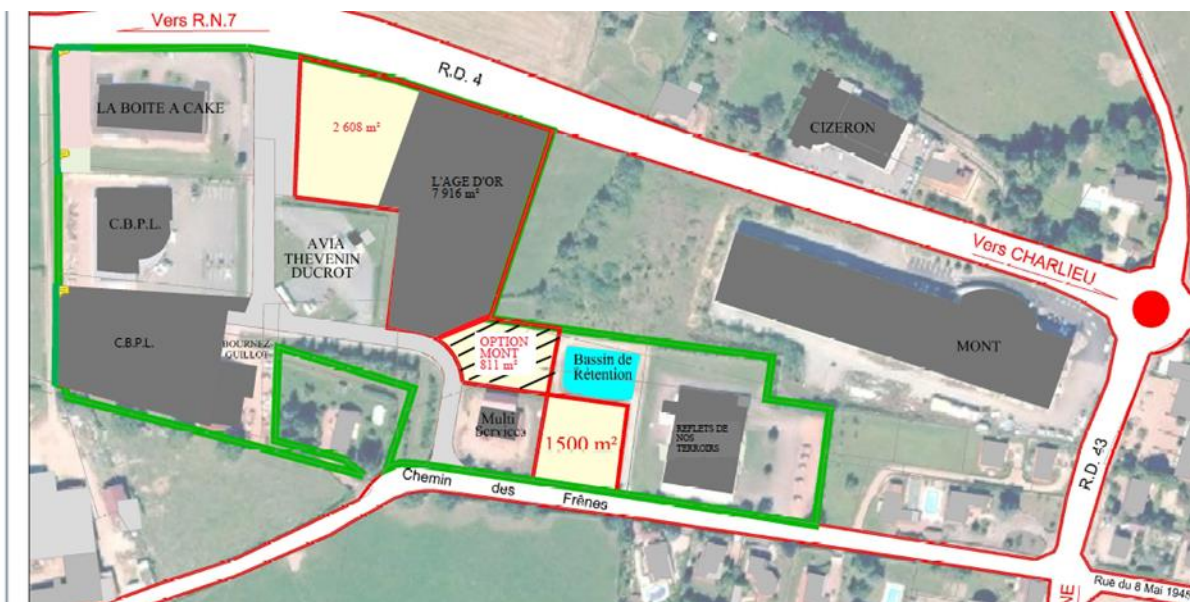 Vers R.N.7
R.D. 4
LA BOITE A CAKE
2 608 m²
CIZERON
L'AGE D'OR
7 916 m²
C.B.P.L.
AVIA
THEVENIN
DUCROT
Vers CHARLIEU
C.B.P.L.
BOURNEZ
GUILLOT
OPTION
MONT
811 m²
Bassin de
Rétention
MONT
Multi
Services
1500 m²
REFLETS DE
NOS
TERROIRS
R.D. 43
Chemin des Frênes
Rue du 8 Mai 1945
NE